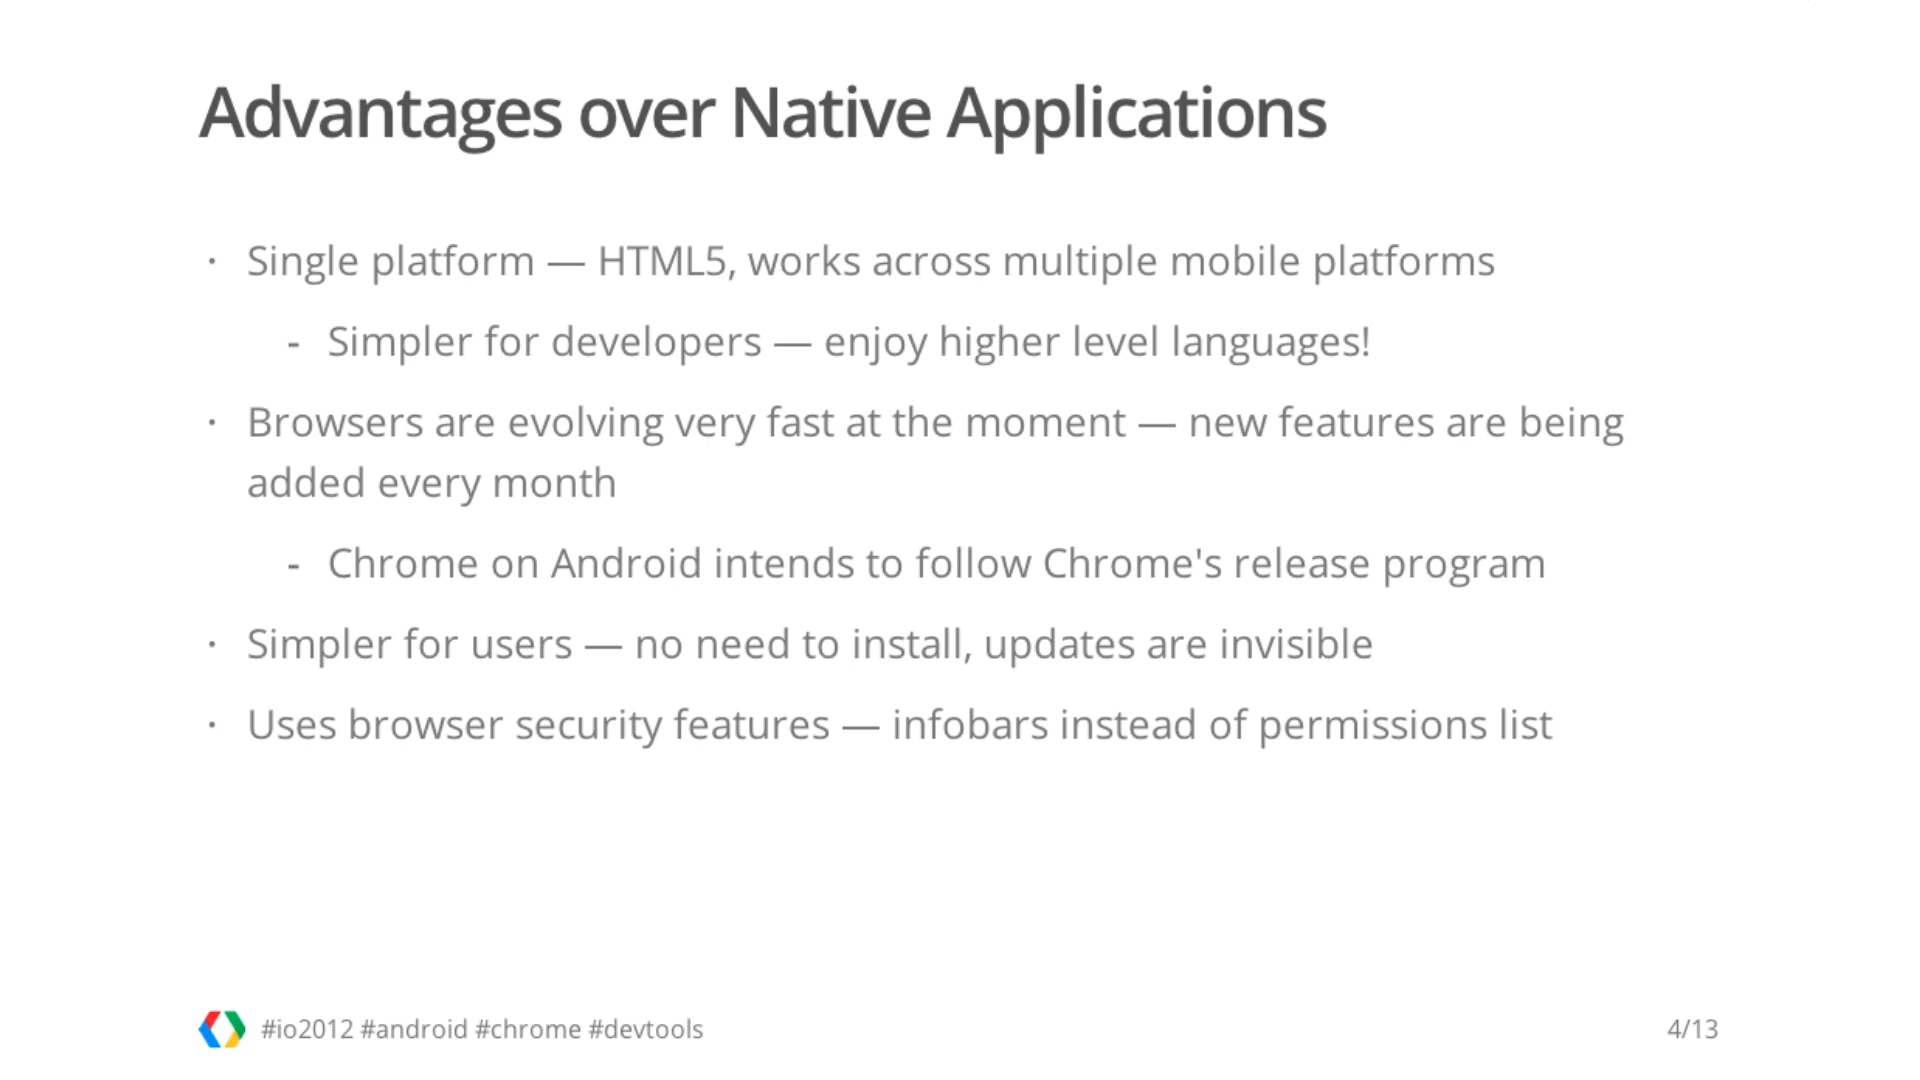 Advantages over Native Applications
· Single platform — HTML5, works across multiple mobile platforms
- Simpler for developers — enjoy higher level languages!
· Browsers are evolving very fast at the moment — new features are being
added every month
- Chrome on Android intends to follow Chrome's release program
· Simpler for users — no need to install, updates are invisible
· Uses browser security features — infobars instead of permissions list
#io2012 #android #chrome #devtools
4/13